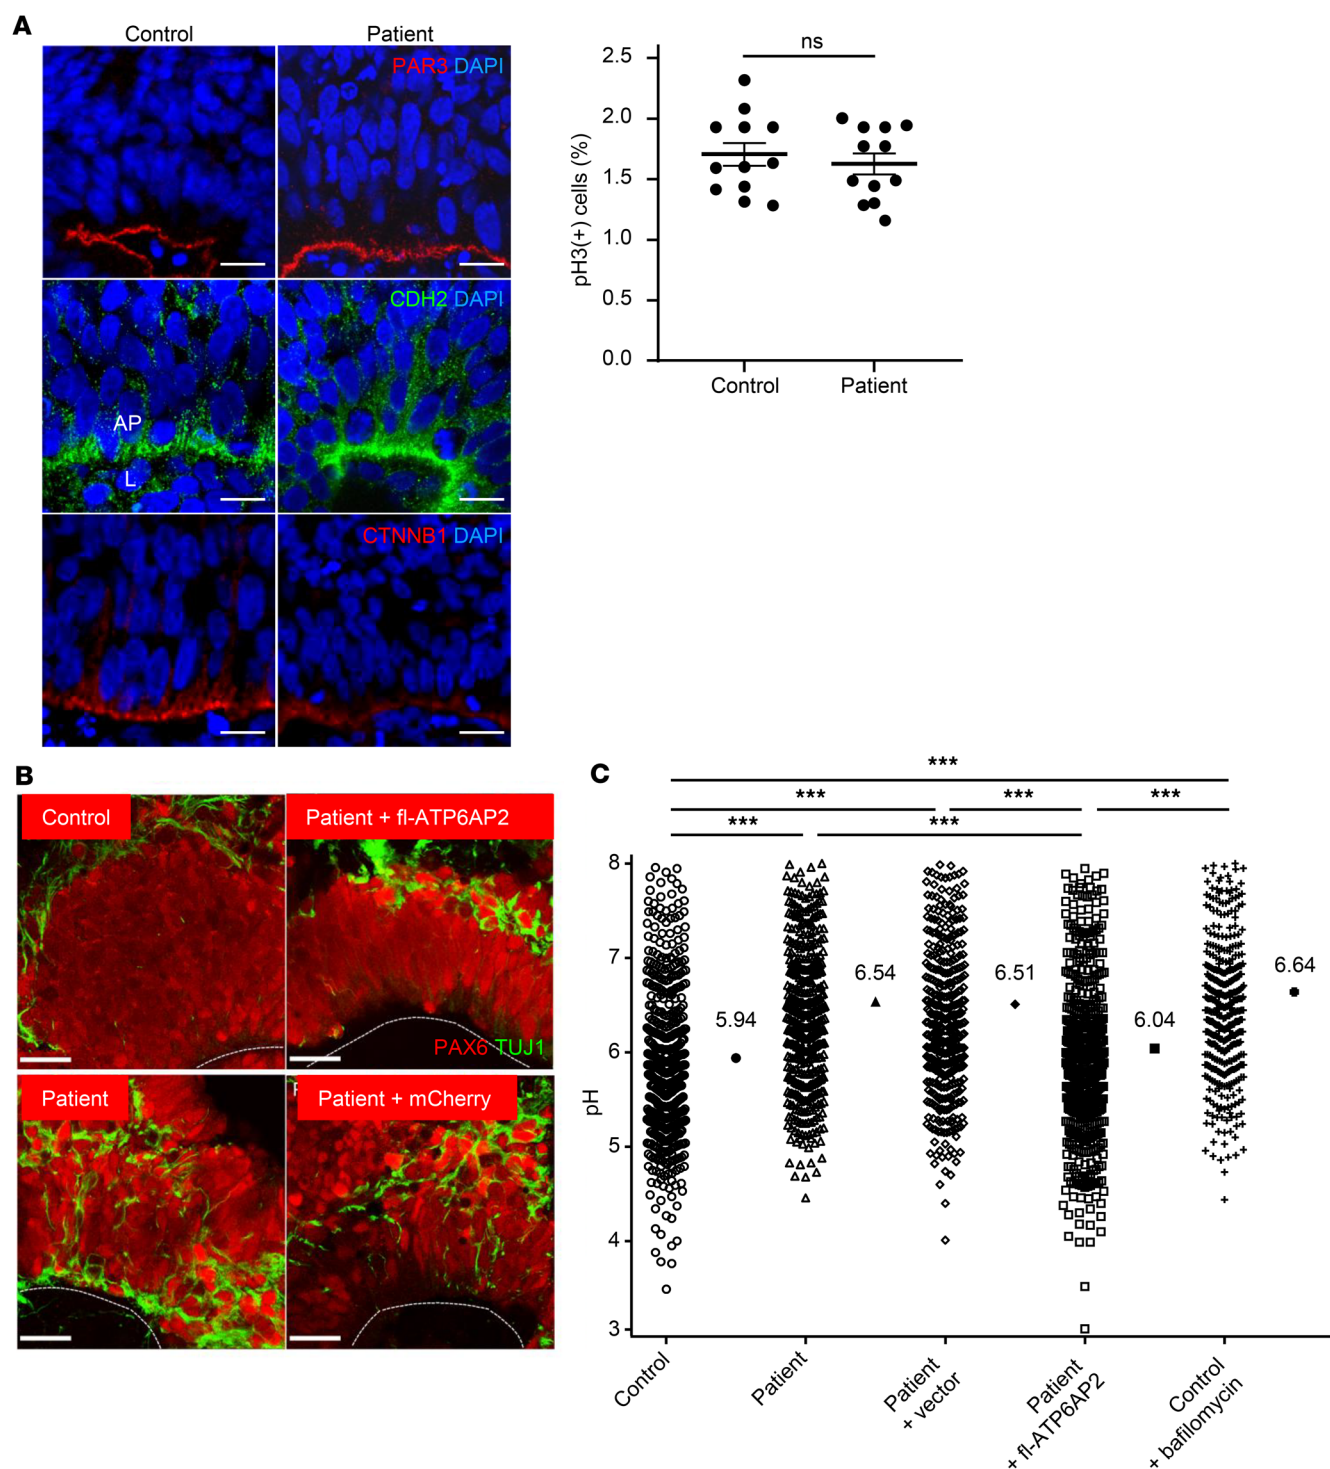 A
Control
Patient
PAR3 DAPI
CDH2 DAPI
AP
L
CTNNB1 DAPI
ns
pH3(+) cells (%)
2.5
2.0
1.5
1.0
0.5
0.0
Control
Patient
B
Control
Patient + fl-ATP6AP2
PAX6 TUJ1
Patient
Patient + mCherry
C
***
***
***
***
***
***
pH
8
7
6
5
4
3
5.94
6.54
6.51
6.04
6.64
Control
Patient
Patient
+ vector
Patient
+ fl-ATP6AP2
Control
+ bafilomycin